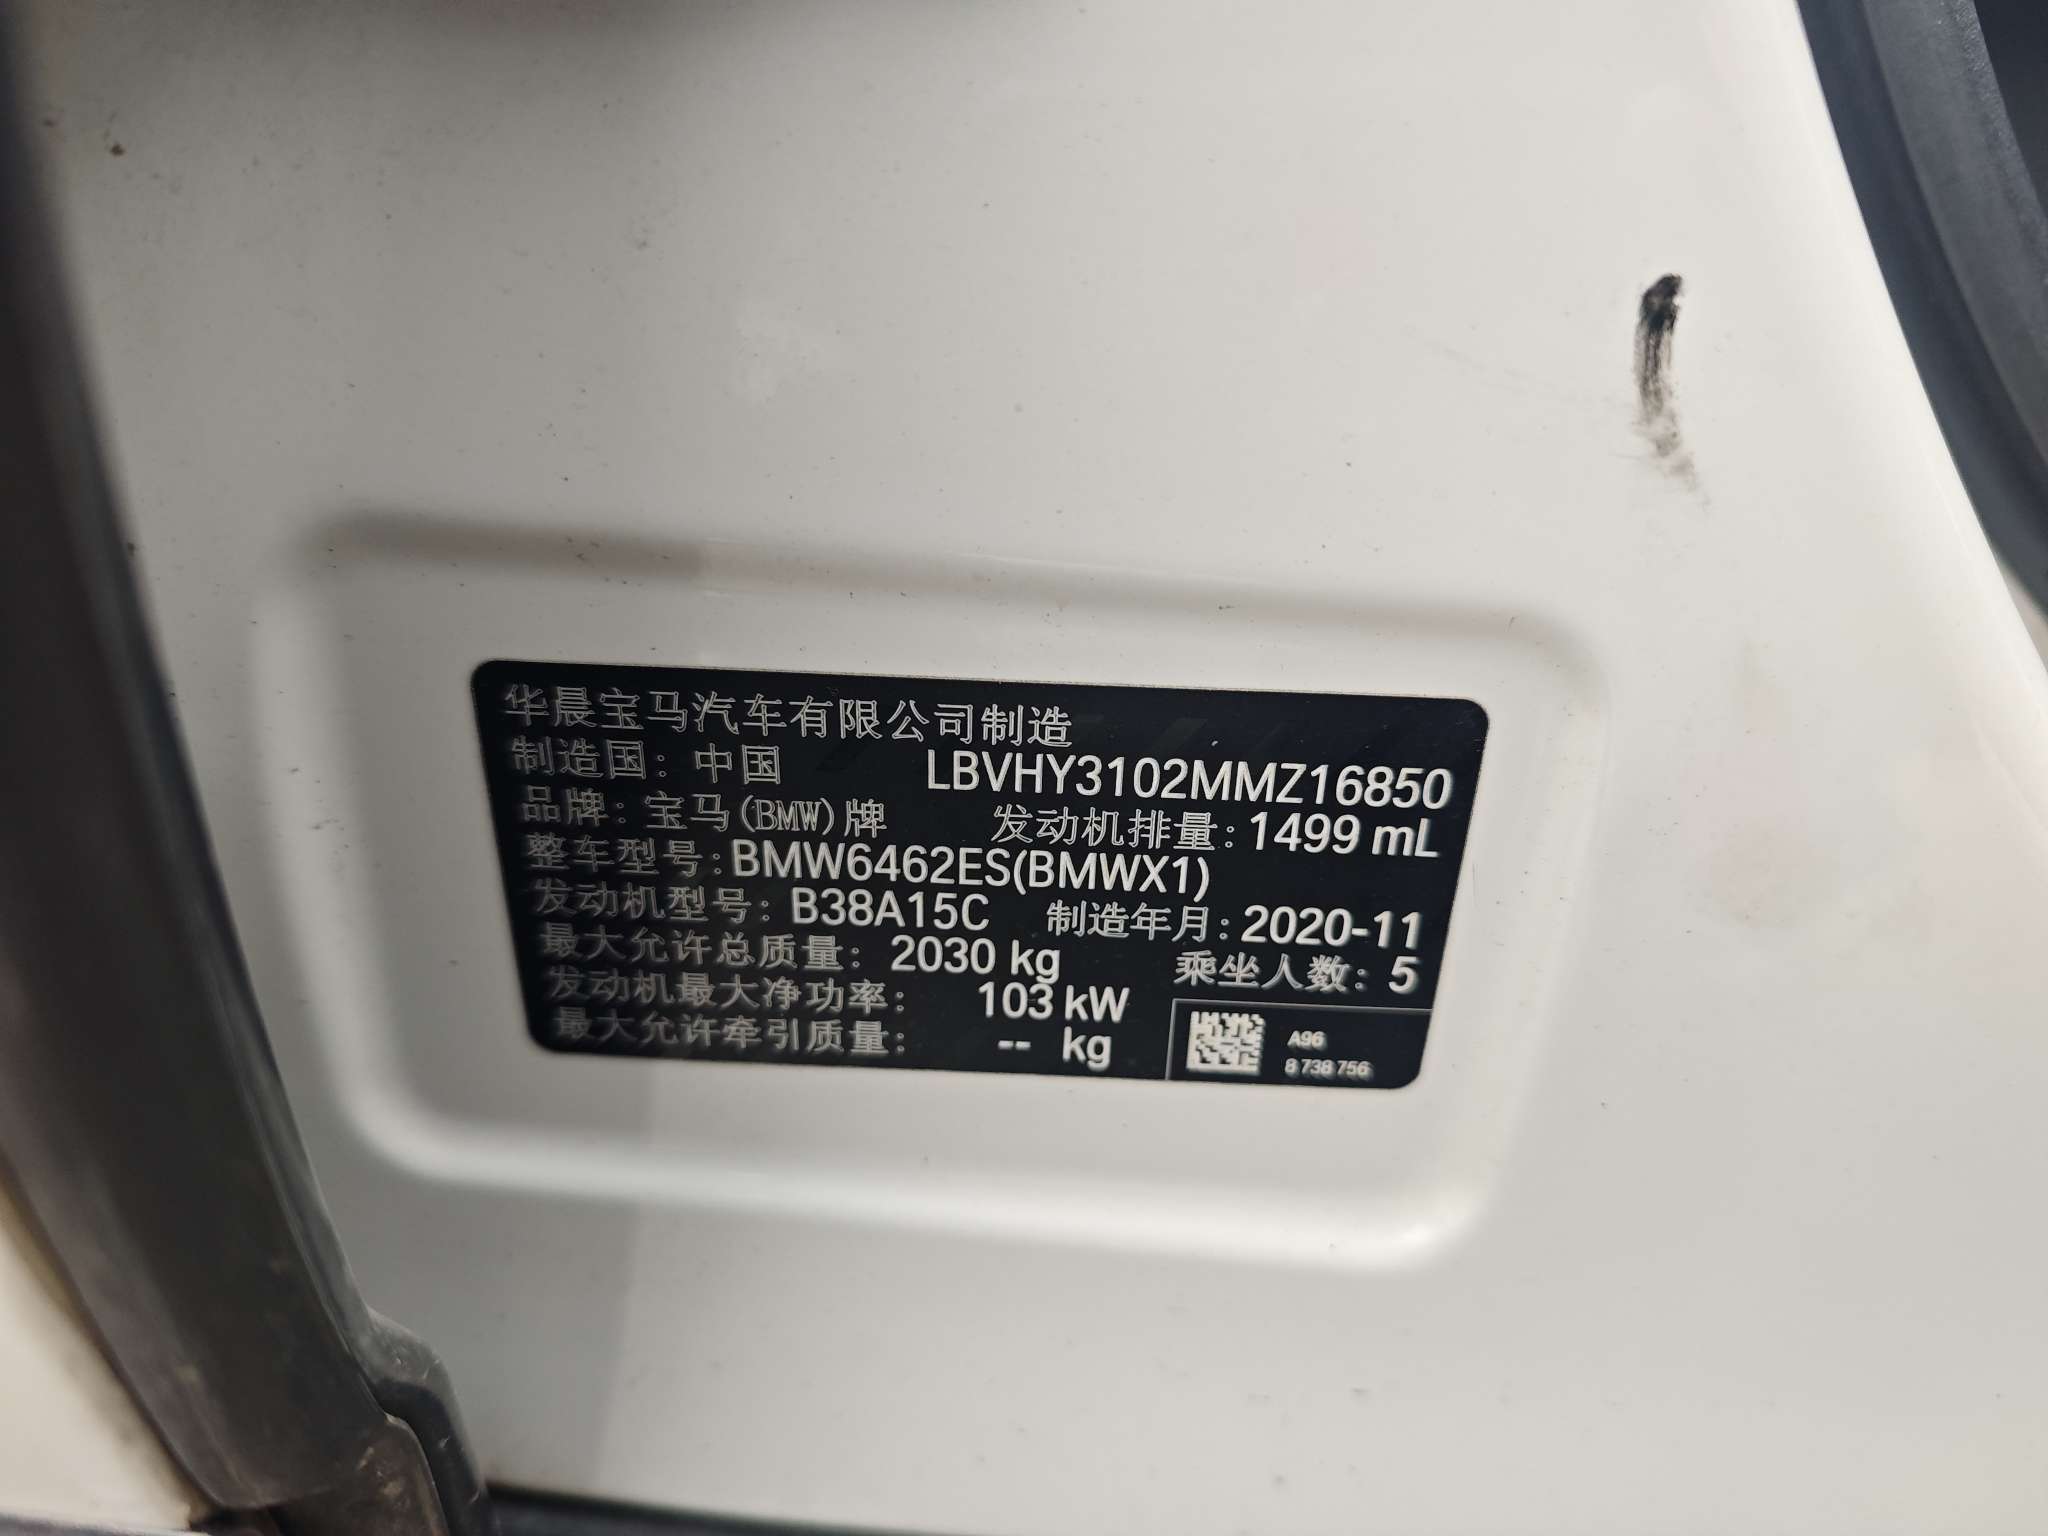 华晨宝马汽车有限公司制造
制造国：中国 LBVHY3102MMZ16850
品牌：宝马(BMW)牌 发动机排量：1499 mL
整车型号：BMW6462ES(BMWX1)
发动机型号：B38A15C 制造年月：2020-11
最大允许总质量：2030 kg 乘坐人数：5
发动机最大净功率：103 kW
最大允许牵引质量：-- kg
A96
8 738 756